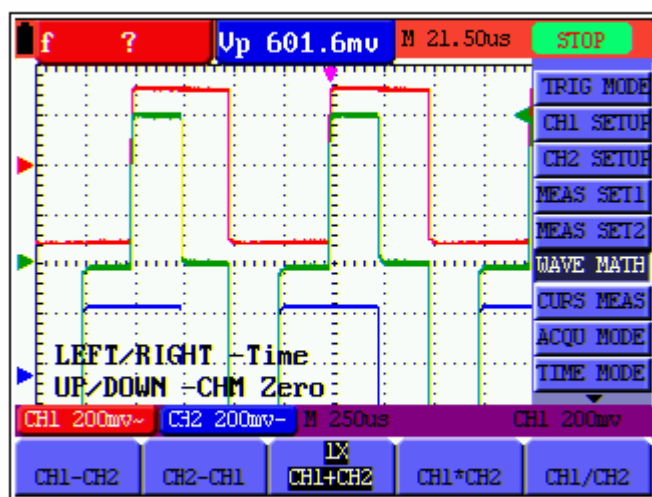 f ? Vp 601.6mv M 21.50us STOP
TRIG MODE
CH1 SETUP
CH2 SETUP
MEAS SET1
MEAS SET2
WAVE MATH
CURS MEAS
ACQU MODE
TIME MODE
LEFT/RIGHT -Time
UP/DOWN -CHM Zero
CH1 200mv~ CH2 200mv- M 250us CH1 200mv
1X
CH1-CH2 CH2-CH1 CH1+CH2 CH1*CH2 CH1/CH2